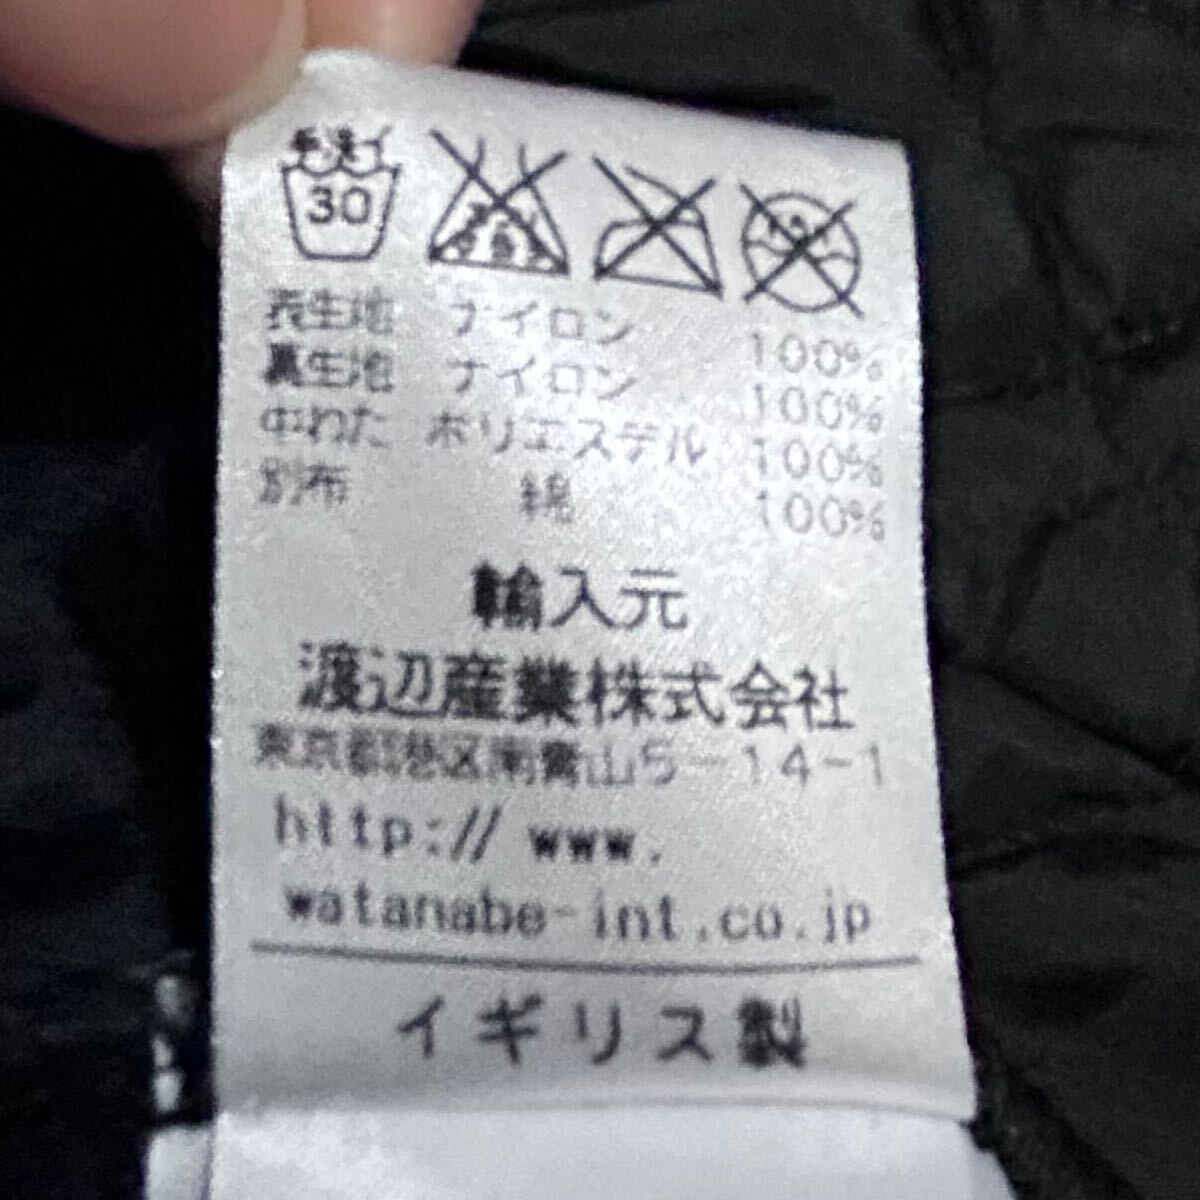 手洗イ
30
表生地 ナイロン 100%
裏生地 ナイロン 100%
中わた ポリエステル 100%
別布 綿 100%
輸入元
渡辺産業株式会社
東京都港区南青山5-14-1
http://www.
watanabe-int.co.jp
イギリス製